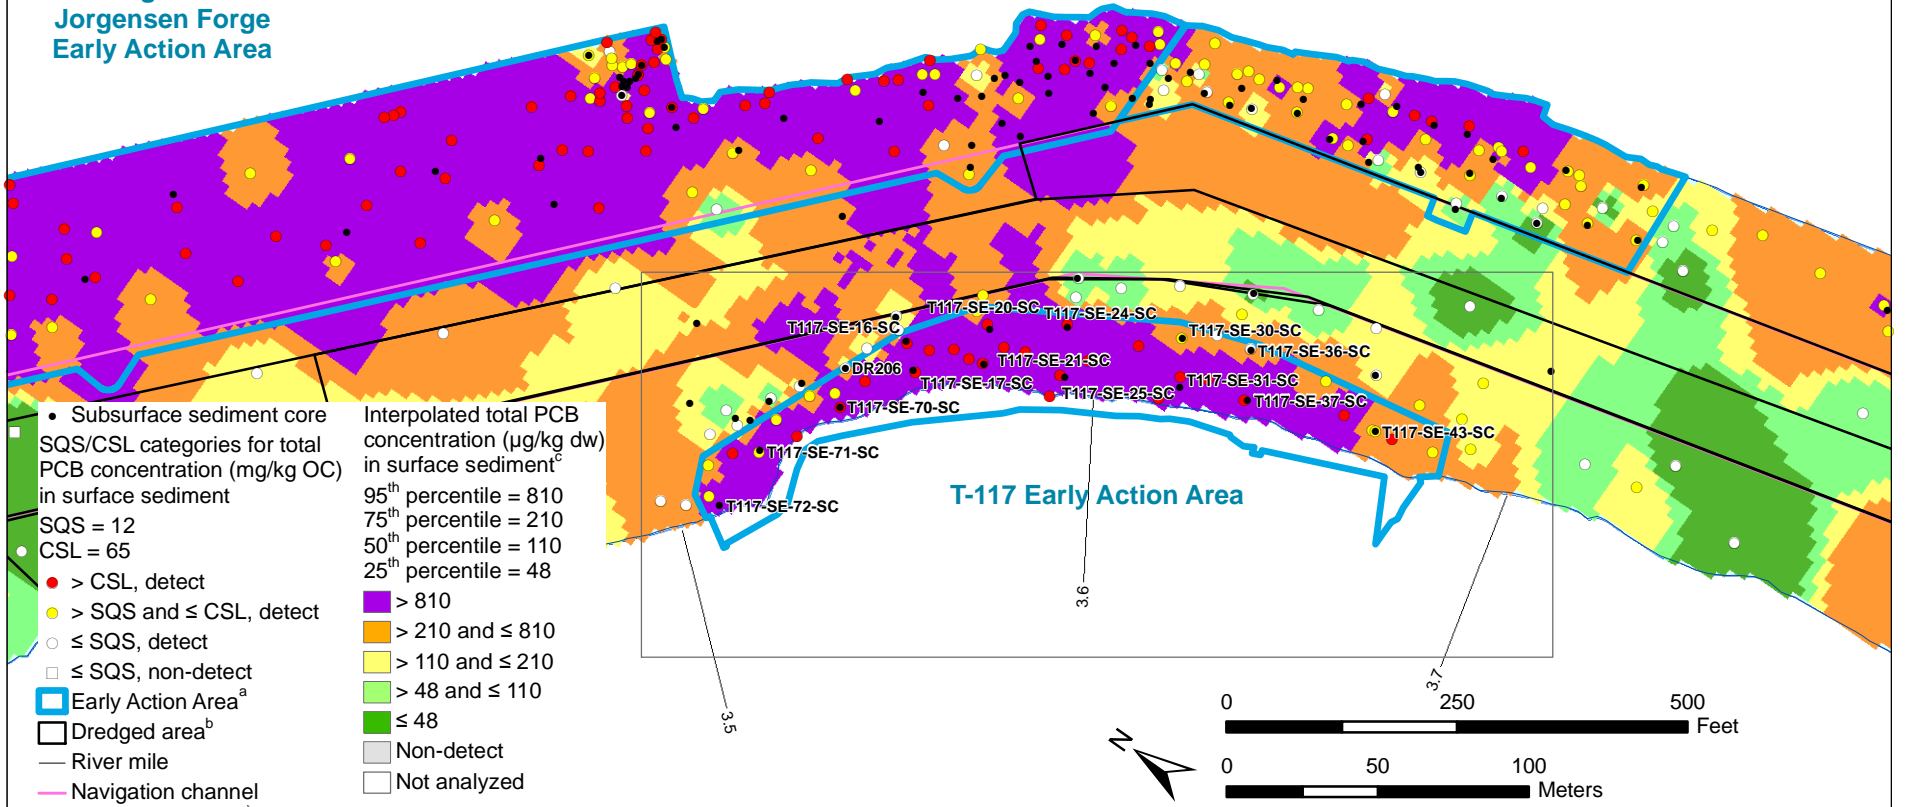 Jorgensen Forge
Early Action Area
T117-SE-20-SC
T117-SE-24-SC
T117-SE-16-SC
T117-SE-30-SC
T117-SE-36-SC
T117-SE-21-SC
DR206
T117-SE-17-SC
T117-SE-31-SC
T117-SE-25-SC
T117-SE-37-SC
T117-SE-70-SC
T117-SE-43-SC
T117-SE-71-SC
T117-SE-72-SC
T-117 Early Action Area
3.5
3.6
3.7
Subsurface sediment core
SQS/CSL categories for total
PCB concentration (mg/kg OC)
in surface sediment
SQS = 12
CSL = 65
> CSL, detect
> SQS and ≤ CSL, detect
≤ SQS, detect
≤ SQS, non-detect
Early Action Area a
Dredged area b
River mile
Navigation channel
Interpolated total PCB
concentration (µg/kg dw)
in surface sediment c
95th percentile = 810
75th percentile = 210
50th percentile = 110
25th percentile = 48
> 810
> 210 and ≤ 810
> 110 and ≤ 210
> 48 and ≤ 110
≤ 48
Non-detect
Not analyzed
N
0 250 500
Feet
0 50 100
Meters